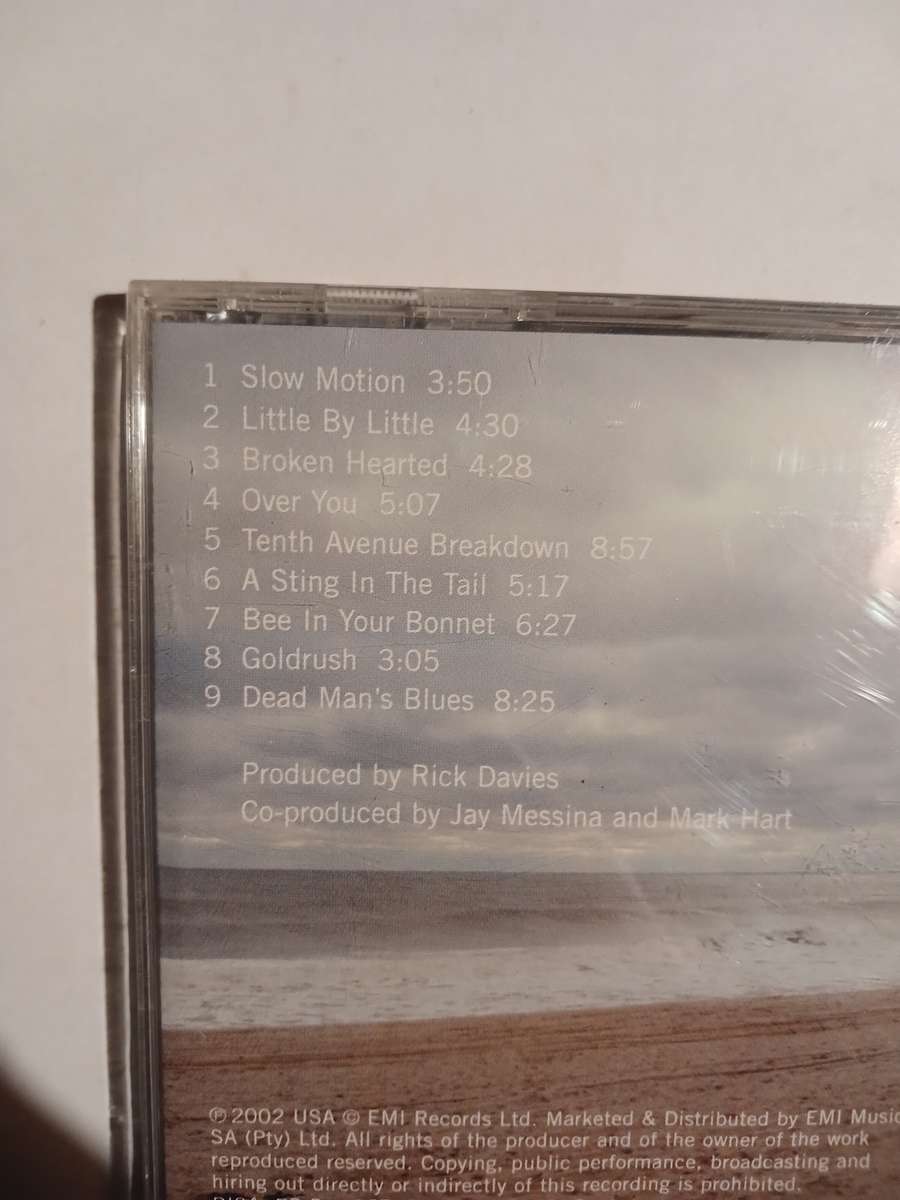 1 Slow Motion 3:50
2 Little By Little 4:30
3 Broken Hearted 4:28
4 Over You 5:07
5 Tenth Avenue Breakdown 8:57
6 A Sting In The Tail 5:17
7 Bee In Your Bonnet 6:27
8 Goldrush 3:05
9 Dead Man's Blues 8:25
Produced by Rick Davies
Co-produced by Jay Messina and Mark Hart
℗ 2002 USA © EMI Records Ltd. Marketed & Distributed by EMI Music
SA (Pty) Ltd. All rights of the producer and of the owner of the work
reproduced reserved. Copying, public performance, broadcasting and
hiring out directly or indirectly of this recording is prohibited.